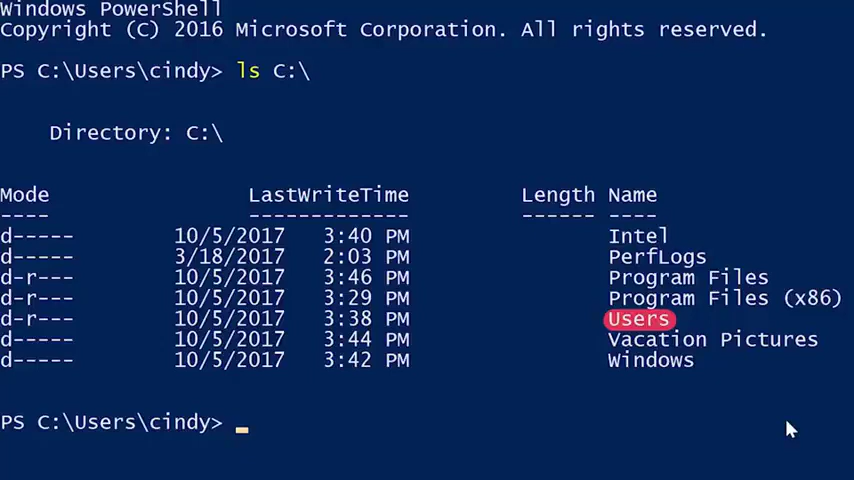 Windows PowerShell
Copyright (C) 2016 Microsoft Corporation. All rights reserved.
PS C:\Users\cindy> ls C:\
Directory: C:\
Mode LastWriteTime Length Name
---- ------------- ------ ----
d----- 10/5/2017 3:40 PM Intel
d----- 3/18/2017 2:03 PM PerfLogs
d-r--- 10/5/2017 3:46 PM Program Files
d-r--- 10/5/2017 3:29 PM Program Files (x86)
d-r--- 10/5/2017 3:38 PM Users
d----- 10/5/2017 3:44 PM Vacation Pictures
d----- 10/5/2017 3:42 PM Windows
PS C:\Users\cindy> _